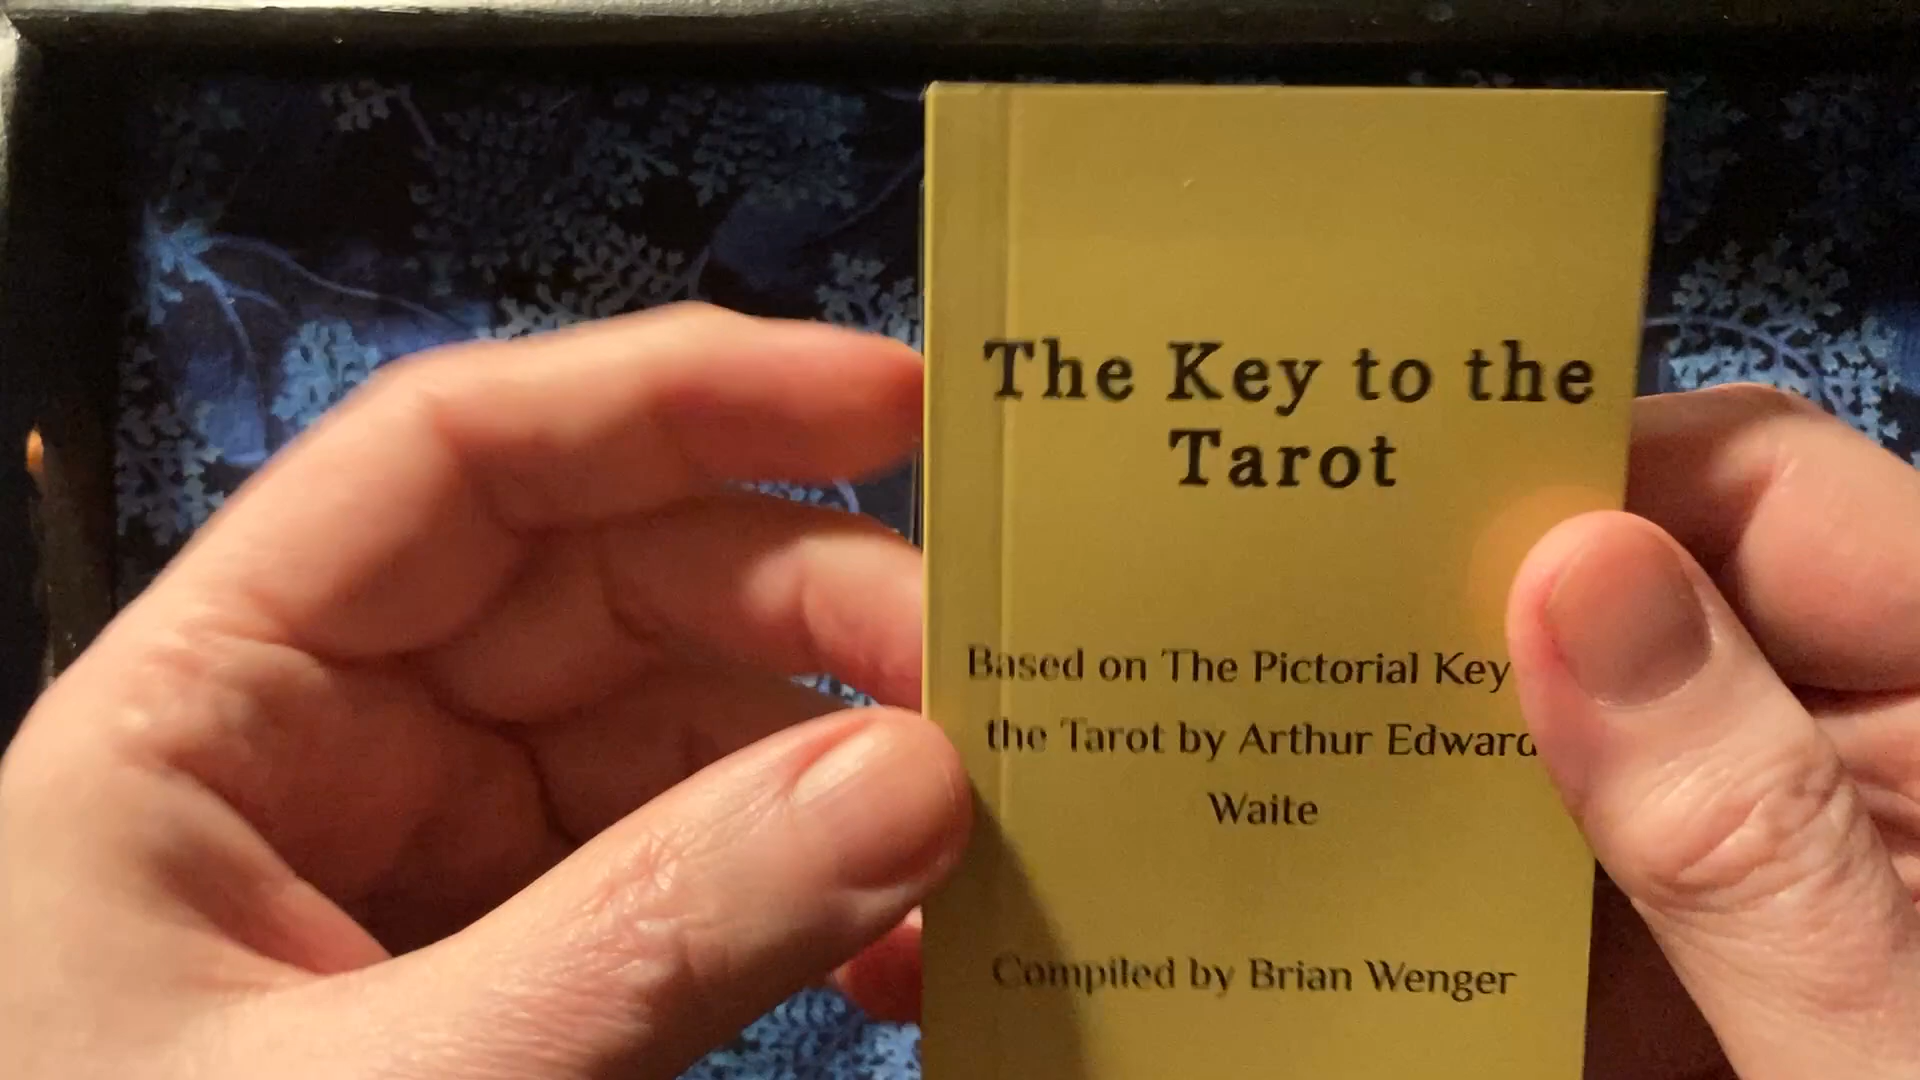 The Key to the
Tarot
Based on The Pictorial Key
the Tarot by Arthur Edward
Waite
Compiled by Brian Wenger